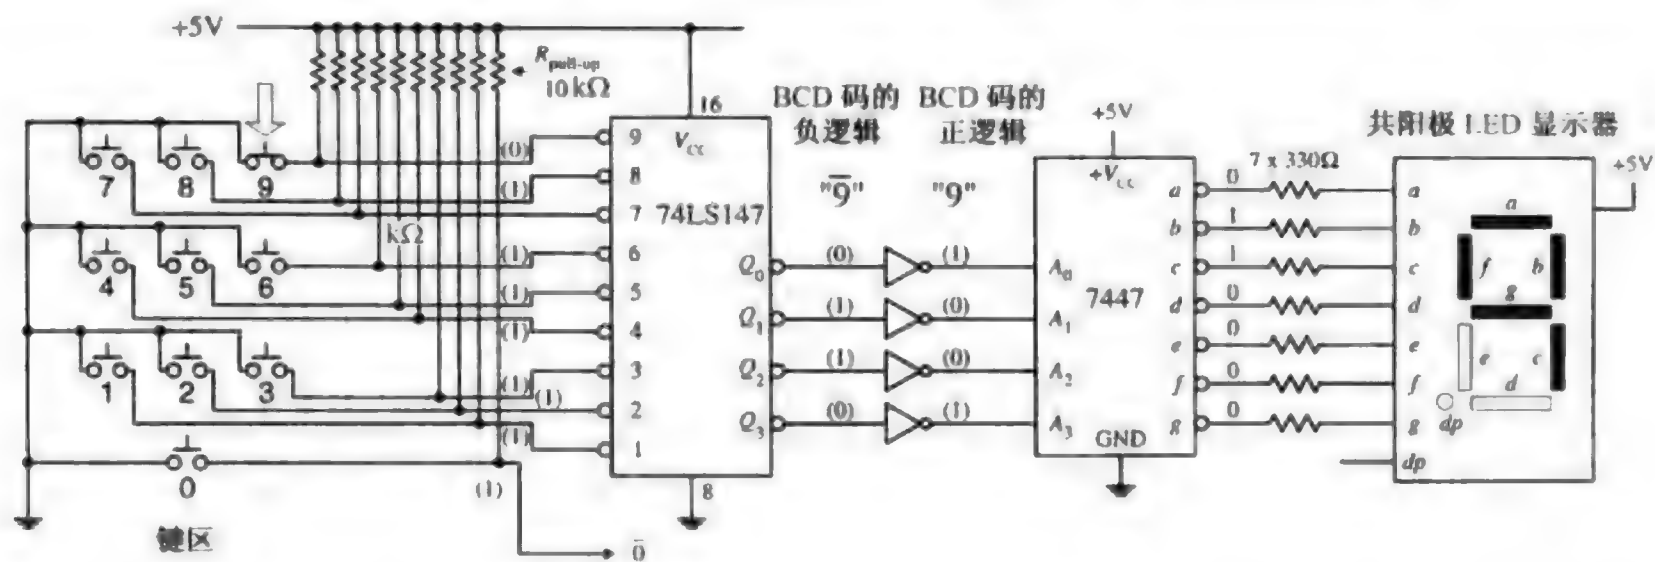 +5V
R pull-up
10 kΩ
16
BCD 码的
负逻辑
BCD 码的
正逻辑
+5V
共阳极 LED 显示器
7 8 9
(0)
(1)
9
8
7
V CC
74LS147
"9̅"
"9"
+V CC
7 x 330Ω
+5V
kΩ
4 5 6
(1)
(1)
(1)
6
5
4
1 2 3
(1)
(1)
(1)
3
2
1
Q0 (0) (1) A0
Q1 (1) (0) A1
Q2 (1) (0) A2
Q3 (0) (1) A3
7447
GND
a 0 a
b 1 b
c 1 c
d 0 d
e 0 e
f 0 f
g 0 g
dp
a
f b
g
e c
d
dp
0
(1)
8
键区
0̅